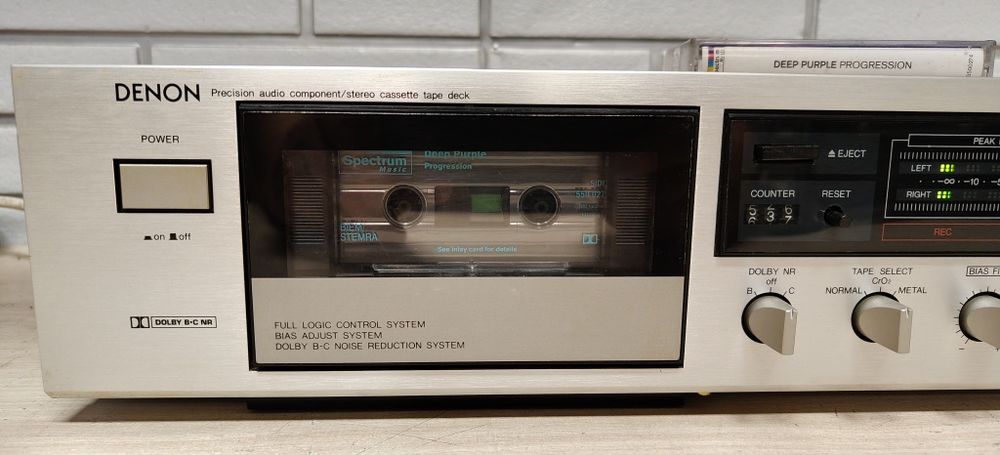 DEEP PURPLE PROGRESSION
DENON Precision audio component/stereo cassette tape deck
POWER
on off
DOLBY B·C NR
Spectrum
Music
Deep Purple
Progression
BIEM/
STEMRA
See inlay card for details
FULL LOGIC CONTROL SYSTEM
BIAS ADJUST SYSTEM
DOLBY B-C NOISE REDUCTION SYSTEM
EJECT
COUNTER
RESET
PEAK
LEFT
-∞ -10 -5
RIGHT
REC
DOLBY NR
off
B C
TAPE SELECT
CrO₂
NORMAL METAL
BIAS